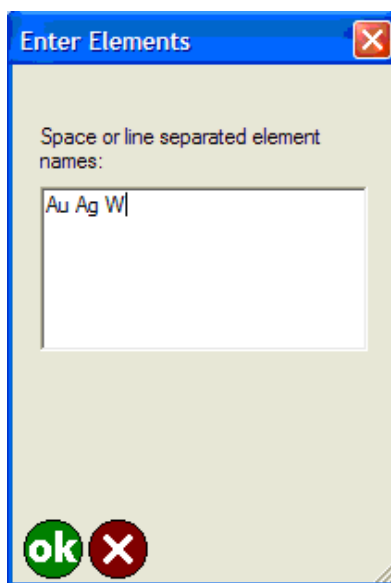 Enter Elements
Space or line separated element
names:
Au Ag W
ok